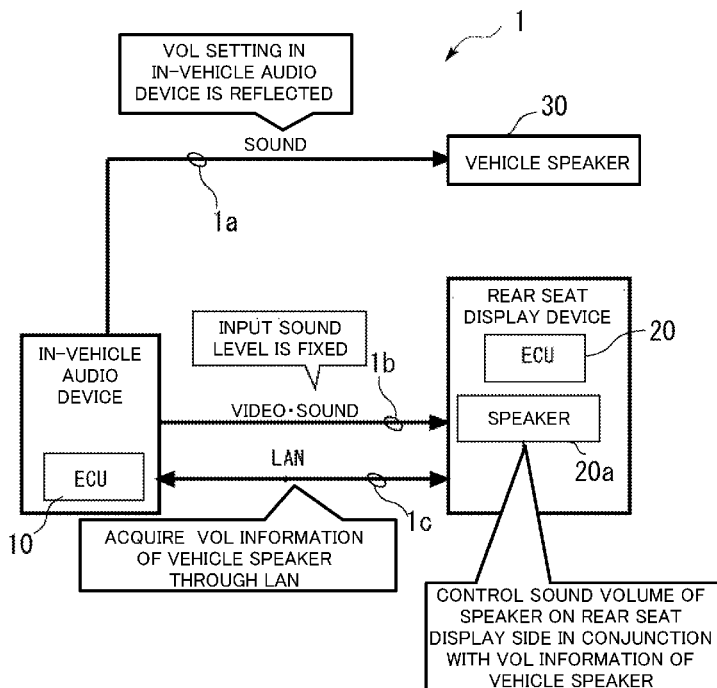 1
VOL SETTING IN
IN-VEHICLE AUDIO
DEVICE IS REFLECTED
30
SOUND
VEHICLE SPEAKER
1a
REAR SEAT
DISPLAY DEVICE
INPUT SOUND
LEVEL IS FIXED
20
ECU
IN-VEHICLE
AUDIO
DEVICE
1b
VIDEO・SOUND
SPEAKER
LAN
20a
ECU
10
1c
ACQUIRE VOL INFORMATION
OF VEHICLE SPEAKER
THROUGH LAN
CONTROL SOUND VOLUME OF
SPEAKER ON REAR SEAT
DISPLAY SIDE IN CONJUNCTION
WITH VOL INFORMATION OF
VEHICLE SPEAKER